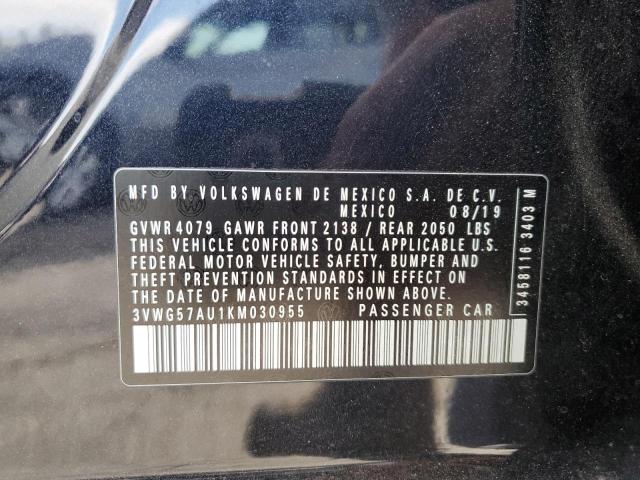 MFD BY VOLKSWAGEN DE MEXICO S.A. DE C.V.
MEXICO 08/19
GVWR 4079 GAWR FRONT 2138 / REAR 2050 LBS
THIS VEHICLE CONFORMS TO ALL APPLICABLE U.S.
FEDERAL MOTOR VEHICLE SAFETY, BUMPER AND
THEFT PREVENTION STANDARDS IN EFFECT ON
THE DATE OF MANUFACTURE SHOWN ABOVE.
3VWG57AU1KM030955 PASSENGER CAR
3458116 3403 M